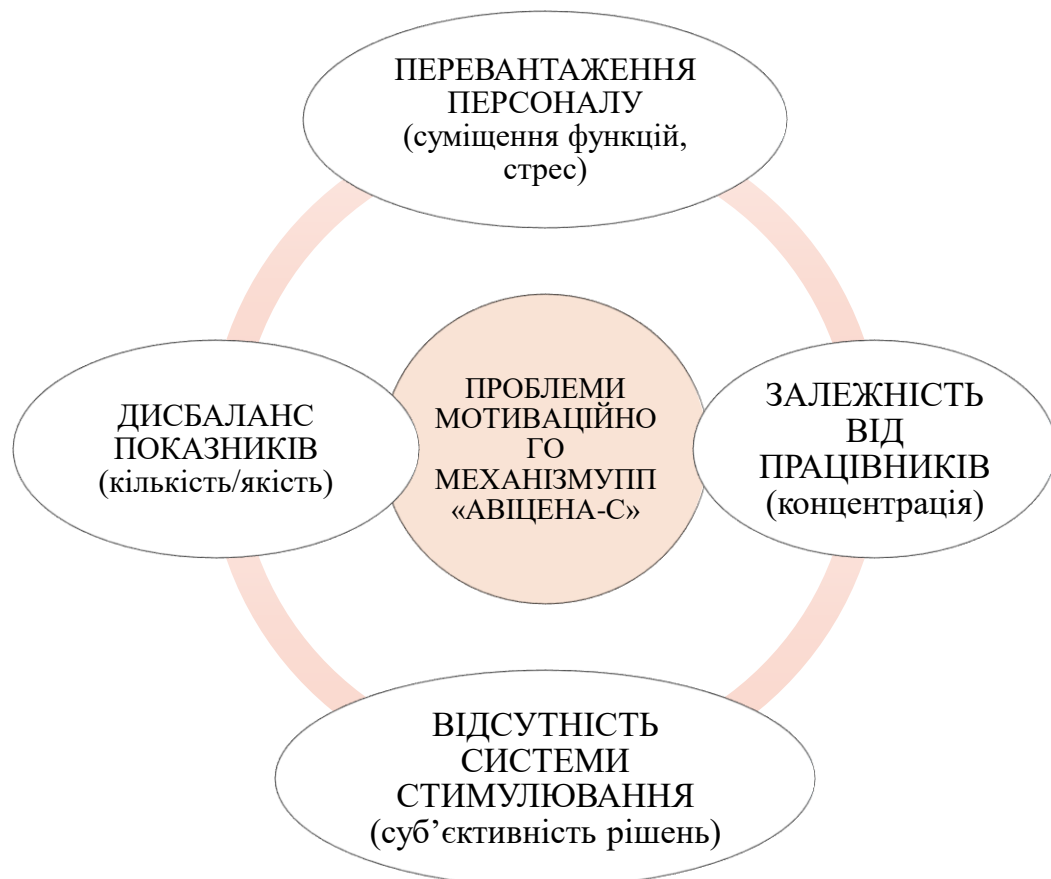 ПЕРЕВАНТАЖЕННЯ
ПЕРСОНАЛУ
(суміщення функцій,
стрес)
ДИСБАЛАНС
ПОКАЗНИКІВ
(кількість/якість)
ПРОБЛЕМИ
МОТИВАЦІЙНО
ГО
МЕХАНІЗМУПП
«АВІЦЕНА-С»
ЗАЛЕЖНІСТЬ
ВІД
ПРАЦІВНИКІВ
(концентрація)
ВІДСУТНІСТЬ
СИСТЕМИ
СТИМУЛЮВАННЯ
(суб’єктивність рішень)